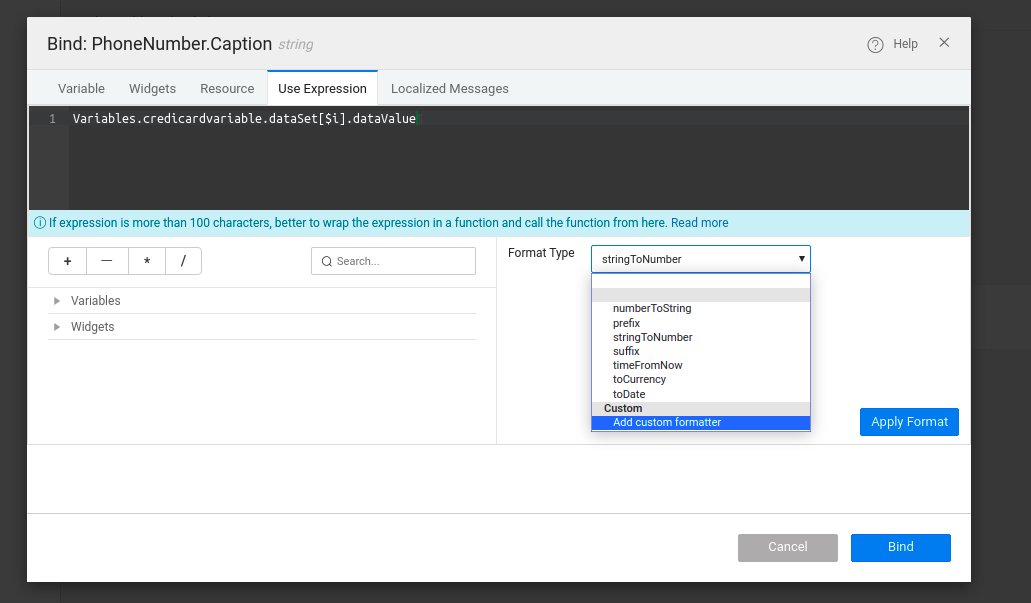 Bind: PhoneNumber.Caption string
? Help ×
Variable Widgets Resource Use Expression Localized Messages
1 Variables.credicardvariable.dataSet[$i].dataValue
If expression is more than 100 characters, better to wrap the expression in a function and call the function from here. Read more
+ — * /
Search...
Format Type stringToNumber
Variables
Widgets
numberToString
prefix
stringToNumber
suffix
timeFromNow
toCurrency
toDate
Custom
Add custom formatter
Apply Format
Cancel Bind